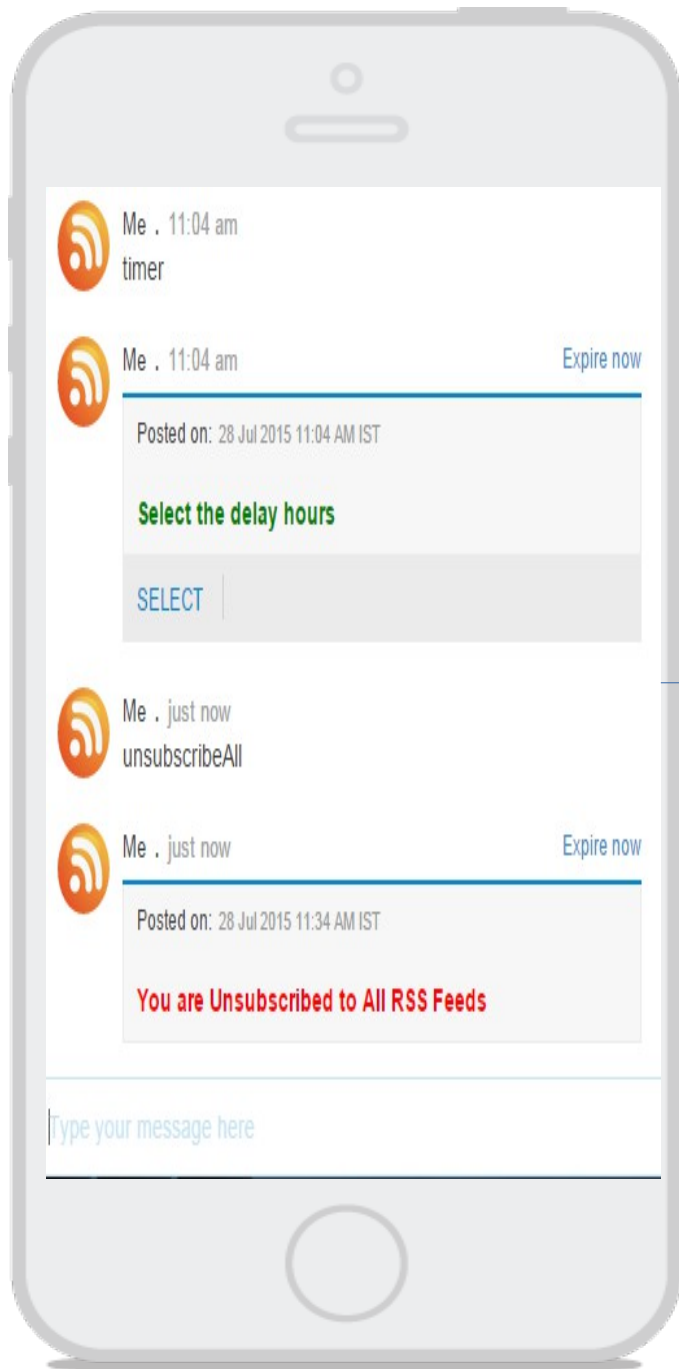 Me . 11:04 am
timer
Me . 11:04 am Expire now
Posted on: 28 Jul 2015 11:04 AM IST
Select the delay hours
SELECT
Me . just now
unsubscribeAll
Me . just now Expire now
Posted on: 28 Jul 2015 11:34 AM IST
You are Unsubscribed to All RSS Feeds
Type your message here